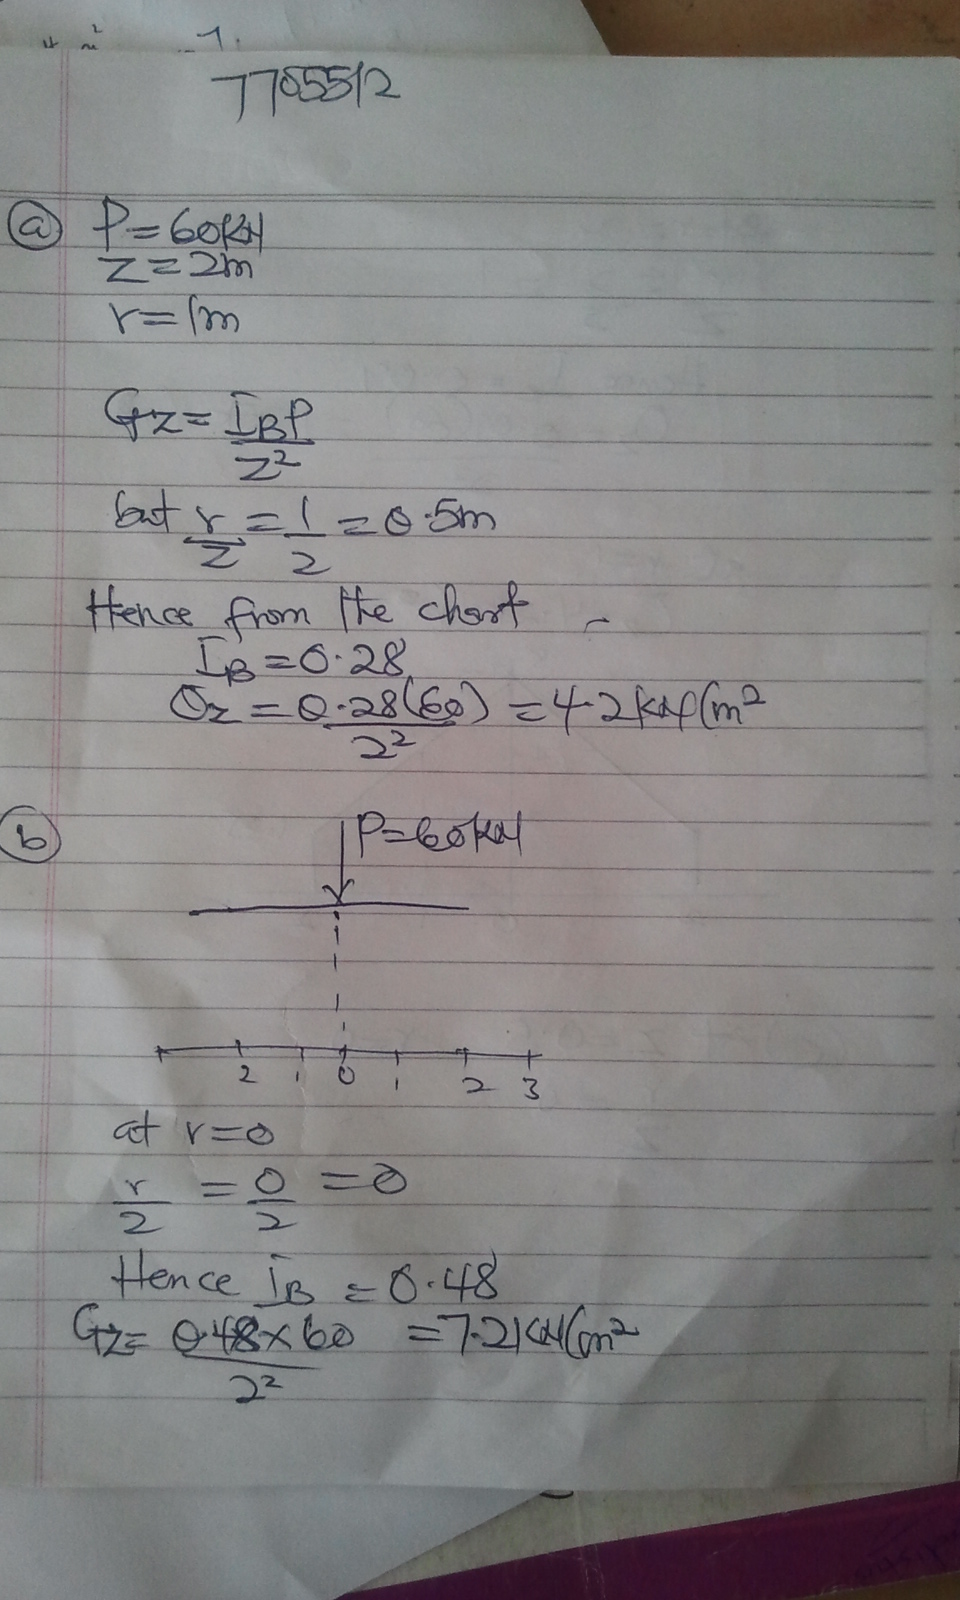 7705512
(a) P=60KN
Z=2m
r=1m
σz=IBP/Z²
but r/Z=1/2=0.5m
Hence from the chart
IB=0.28
σz=0.28(60)/2²=4.2kN/m²
(b) P=60KN
2 1 0 1 2 3
at r=0
r/2=0/2=0
Hence IB=0.48
σz=0.48×60/2²=7.2kN/m²